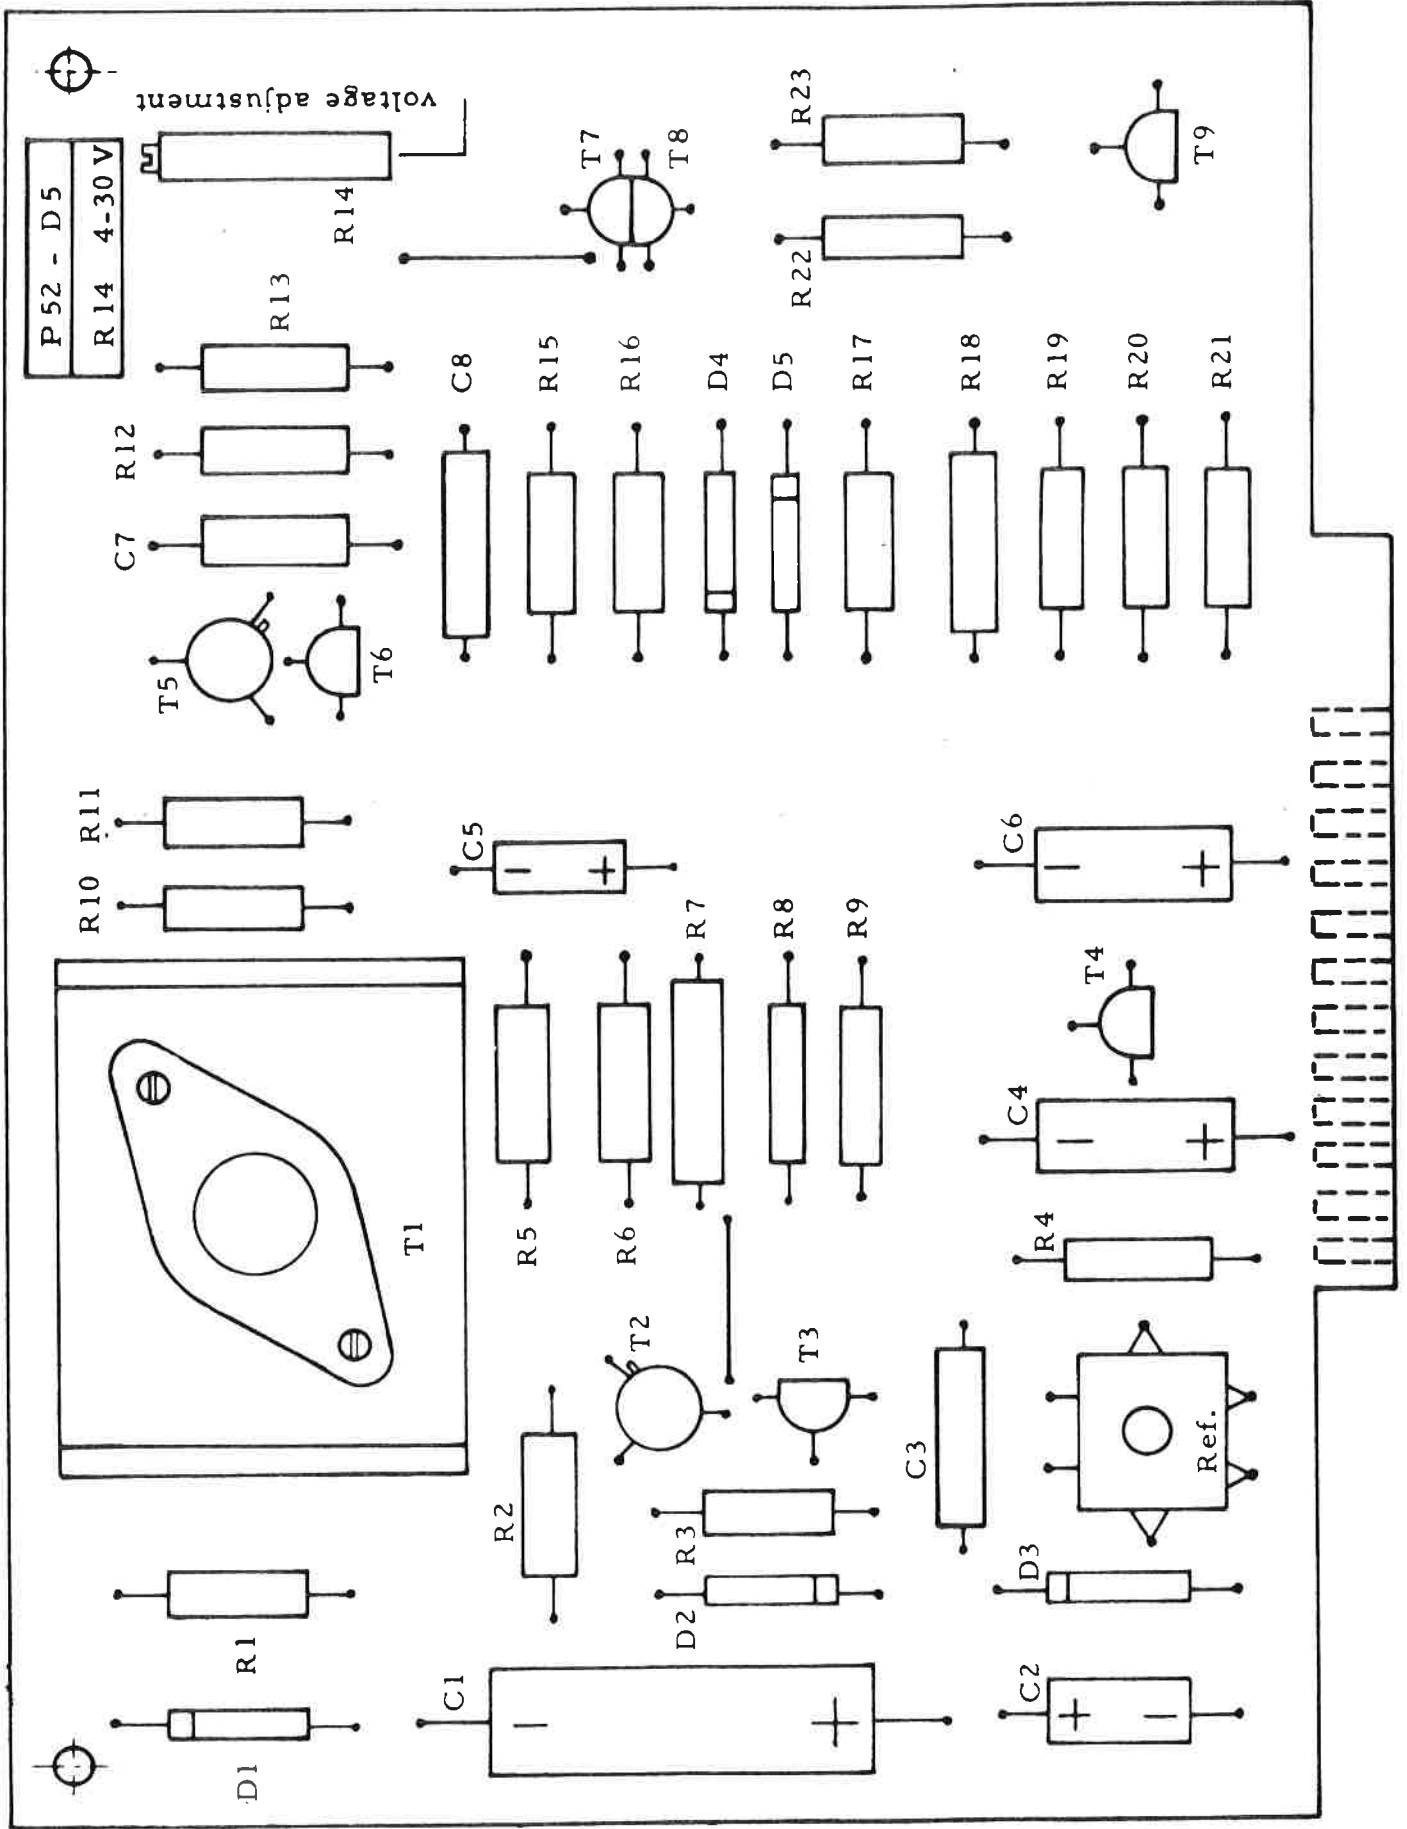 P52 - D5
R14 4-30 V
voltage adjustment
R14
R13
R12
C7
T5
T6
R11
R10
T1
R1
D1
T7
T8
C8
R15
R16
D4
D5
R17
R18
R19
R20
R21
R22
R23
T9
C5
− +
R5
R6
R7
R8
R9
C6
− +
T4
C4
− +
R4
T2
T3
R2
R3
D2
C3
Ref.
D3
C1
− +
C2
+ −